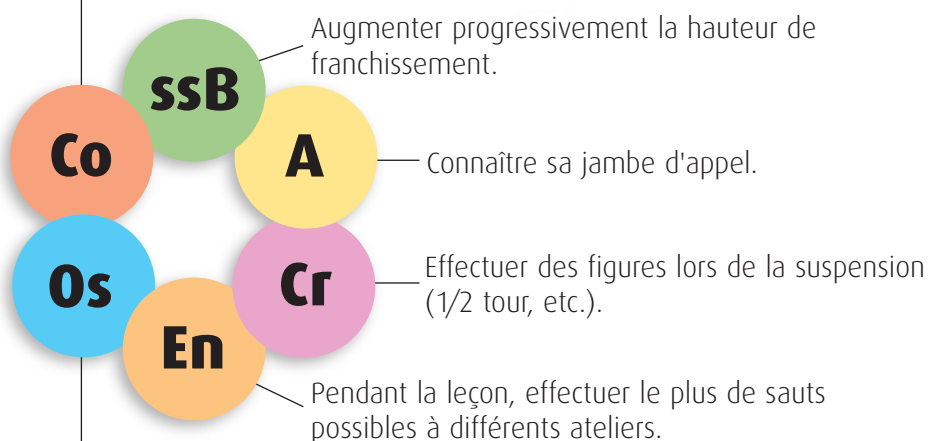 Augmenter progressivement la hauteur de
franchissement.
ssB
Co
A
Connaître sa jambe d'appel.
Os
Cr
Effectuer des figures lors de la suspension
(1/2 tour, etc.).
En
Pendant la leçon, effectuer le plus de sauts
possibles à différents ateliers.